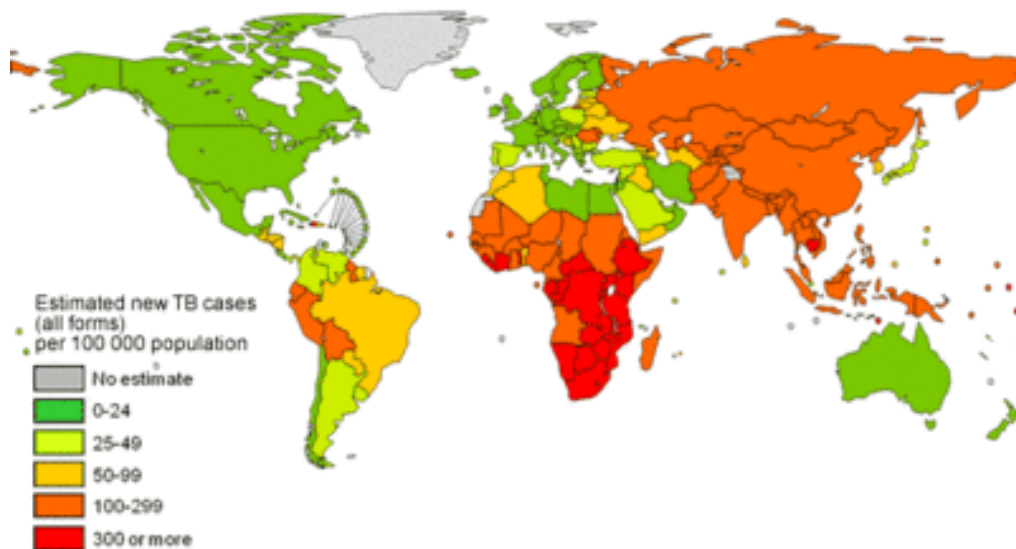 Estimated new TB cases
(all forms)
per 100 000 population
No estimate
0-24
25-49
50-99
100-299
300 or more